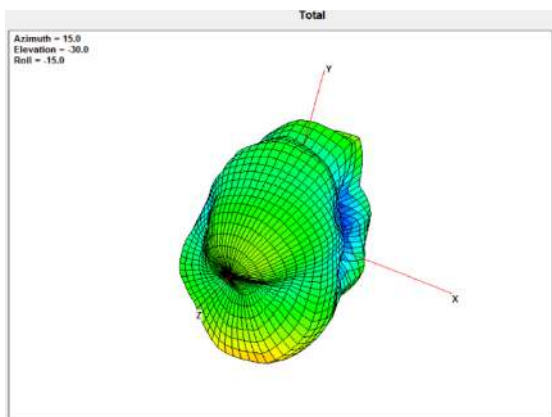 Total
Azimuth = 15.0
Elevation = -30.0
Roll = -15.0
Y
X
Z